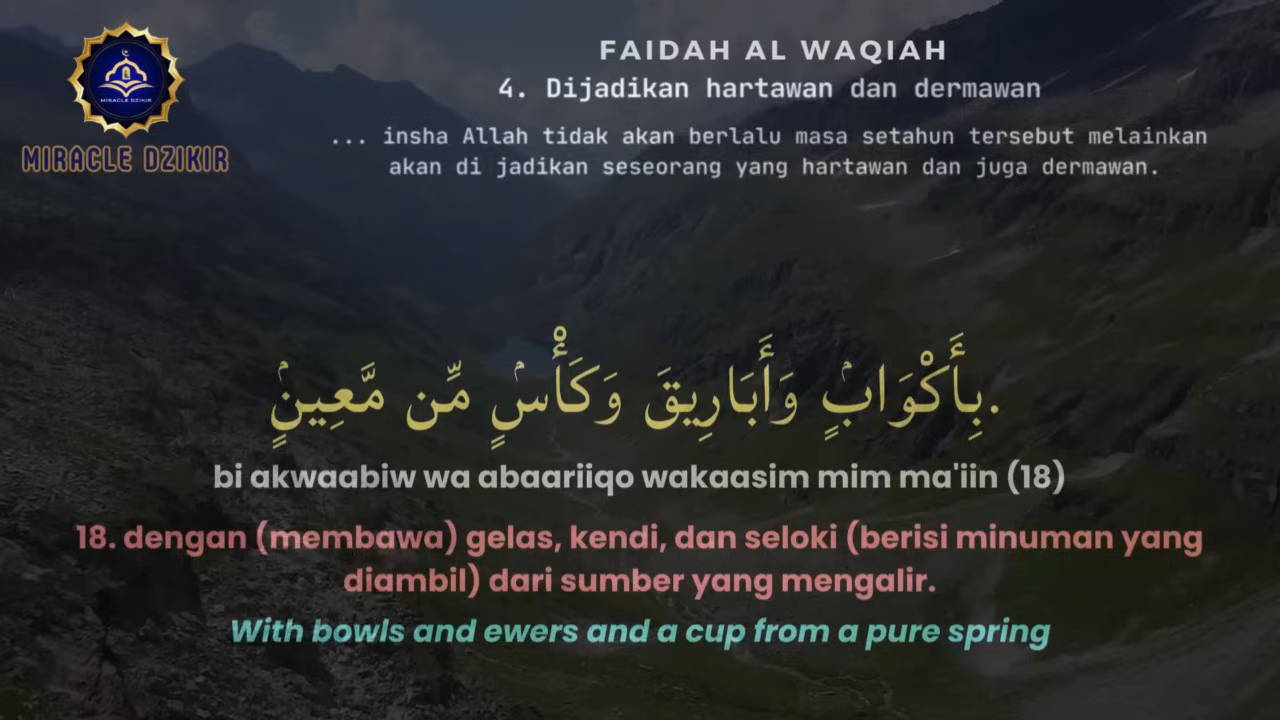 MIRACLE DZIKIR
MIRACLE DZIKIR
FAIDAH AL WAQIAH
4. Dijadikan hartawan dan dermawan
... insha Allah tidak akan berlalu masa setahun tersebut melainkan
akan di jadikan seseorang yang hartawan dan juga dermawan.
بِأَكْوَابٍۢ وَأَبَارِيقَ وَكَأْسٍۢ مِّن مَّعِينٍۢ.
bi akwaabiw wa abaariiqo wakaasim mim ma'iin (18)
18. dengan (membawa) gelas, kendi, dan seloki (berisi minuman yang
diambil) dari sumber yang mengalir.
With bowls and ewers and a cup from a pure spring